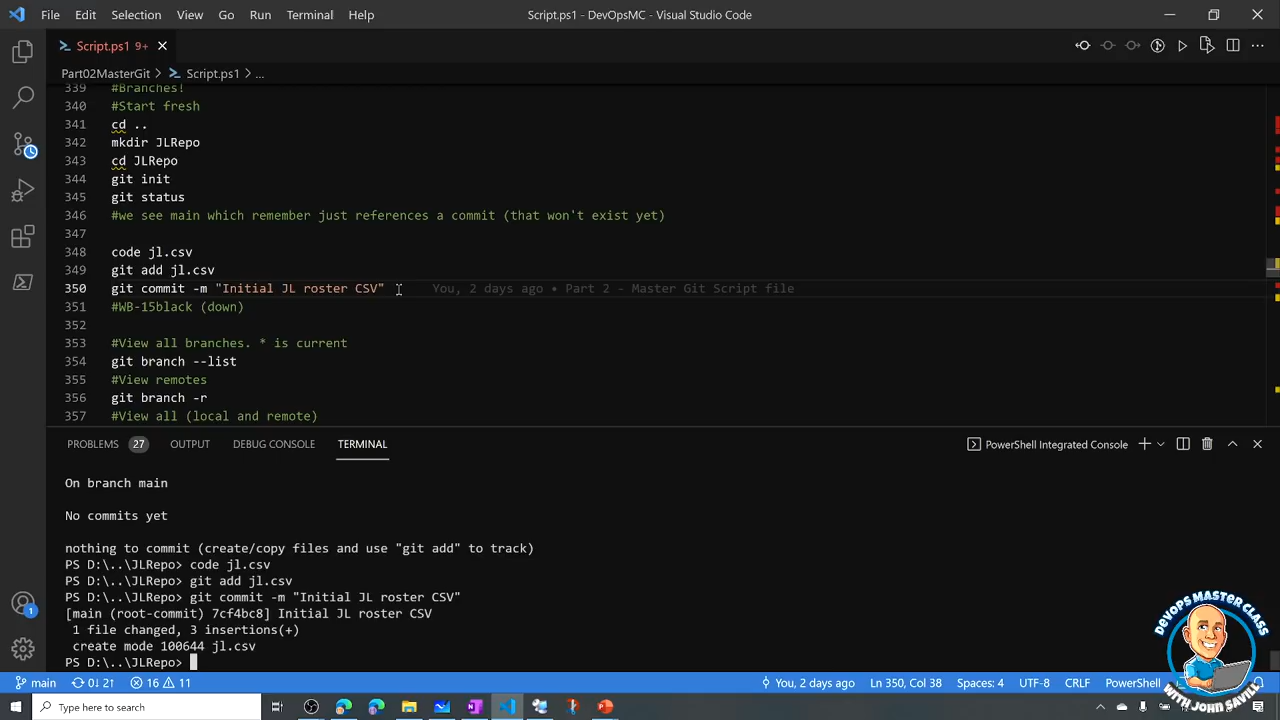 File Edit Selection View Go Run Terminal Help Script.ps1 - DevOpsMC - Visual Studio Code
Script.ps1 9+
Part02MasterGit > Script.ps1 > ...
339 #Branches!
340 #Start fresh
341 cd ..
342 mkdir JLRepo
343 cd JLRepo
344 git init
345 git status
346 #we see main which remember just references a commit (that won't exist yet)
347
348 code jl.csv
349 git add jl.csv
350 git commit -m "Initial JL roster CSV" You, 2 days ago • Part 2 - Master Git Script file
351 #WB-15black (down)
352
353 #View all branches. * is current
354 git branch --list
355 #View remotes
356 git branch -r
357 #View all (local and remote)
PROBLEMS 27 OUTPUT DEBUG CONSOLE TERMINAL PowerShell Integrated Console
On branch main
No commits yet
nothing to commit (create/copy files and use "git add" to track)
PS D:\..\JLRepo> code jl.csv
PS D:\..\JLRepo> git add jl.csv
PS D:\..\JLRepo> git commit -m "Initial JL roster CSV"
[main (root-commit) 7cf4bc8] Initial JL roster CSV
1 file changed, 3 insertions(+)
create mode 100644 jl.csv
PS D:\..\JLRepo>
DEVOPS MASTER CLASS
WITH JOHN SAVILL
1
main 0↓ 2↑ 16 11 You, 2 days ago Ln 350, Col 38 Spaces: 4 UTF-8 CRLF PowerShell
Type here to search